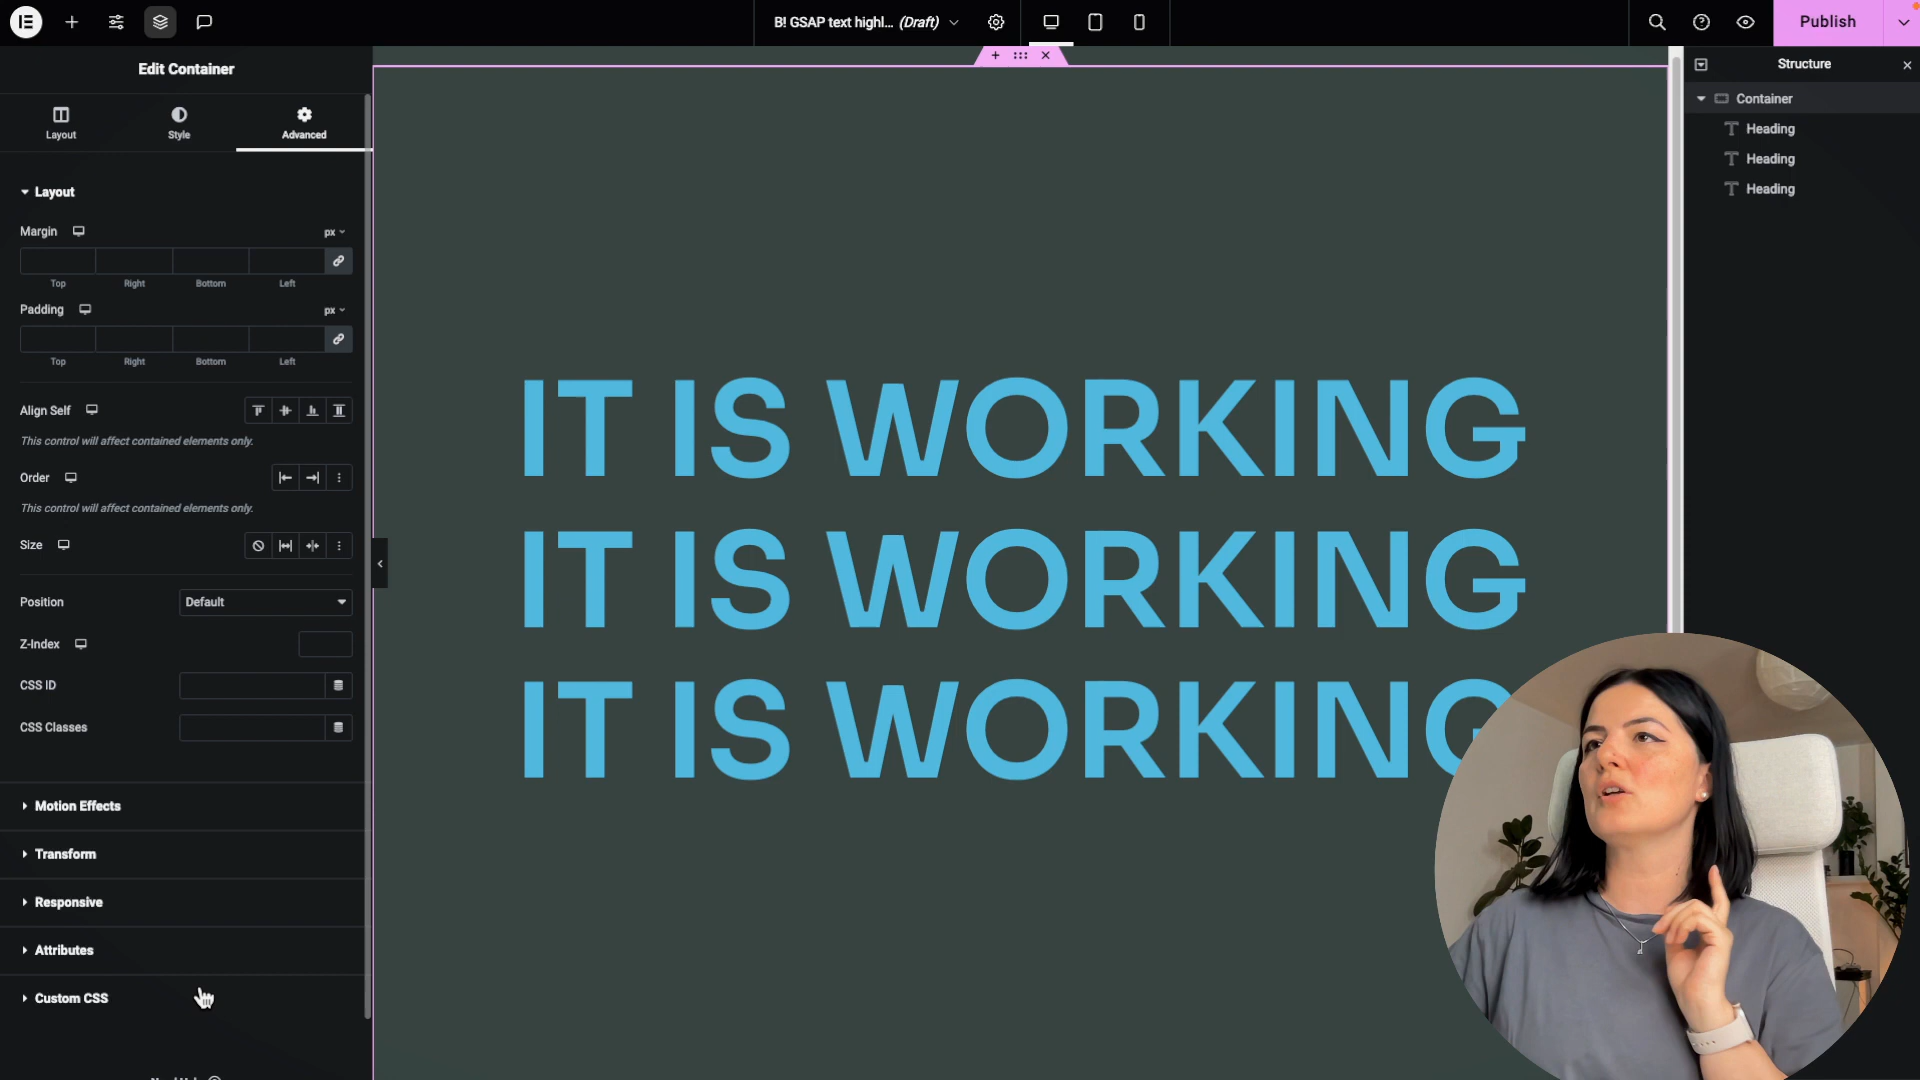 B! GSAP text highl... (Draft)
Publish
Edit Container
Structure
Layout
Style
Advanced
Container
Heading
Heading
Heading
Layout
Margin
px
Top
Right
Bottom
Left
Padding
px
Top
Right
Bottom
Left
Align Self
This control will affect contained elements only.
Order
This control will affect contained elements only.
Size
Position
Default
Z-Index
CSS ID
CSS Classes
Motion Effects
Transform
Responsive
Attributes
Custom CSS
IT IS WORKING
IT IS WORKING
IT IS WORKING